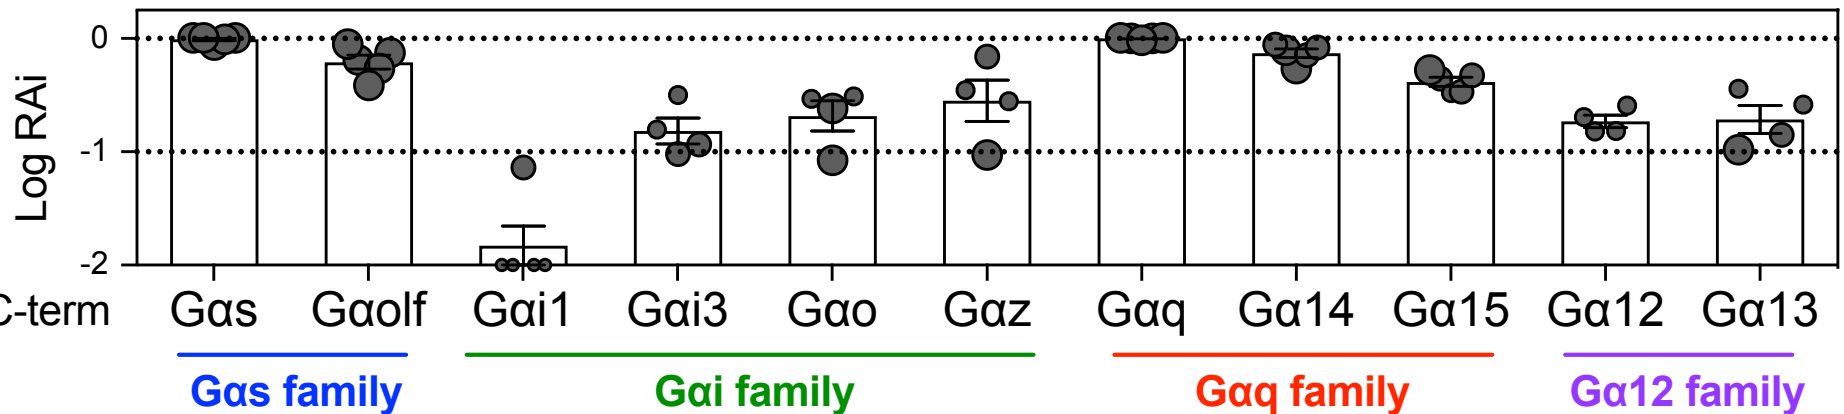 Log RAi
0
-1
-2
C-term Gαs Gαolf Gαi1 Gαi3 Gαo Gαz Gαq Gα14 Gα15 Gα12 Gα13
Gαs family Gαi family Gαq family Gα12 family